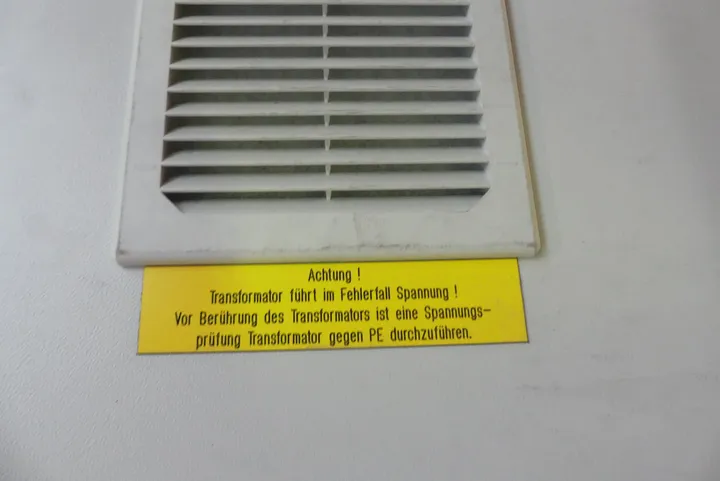 Achtung !
Transformator führt im Fehlerfall Spannung !
Vor Berührung des Transformators ist eine Spannungs-
prüfung Transformator gegen PE durchzuführen.